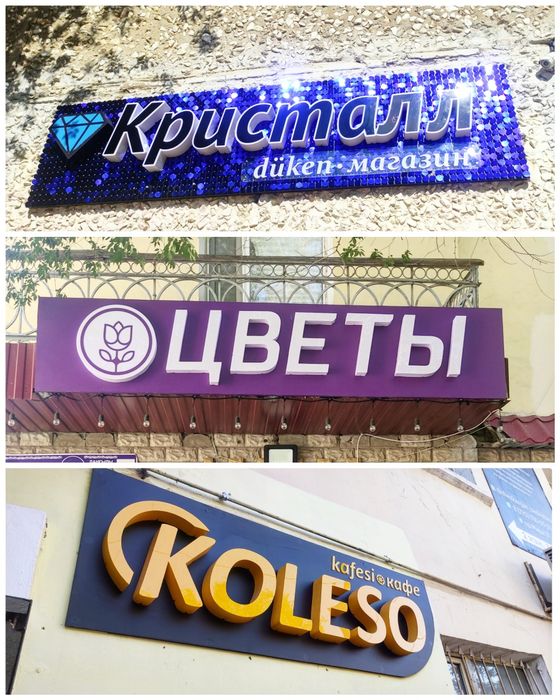 Кристалл
düken • магазин
ЦВЕТЫ
KOLESO
kafesi кафе